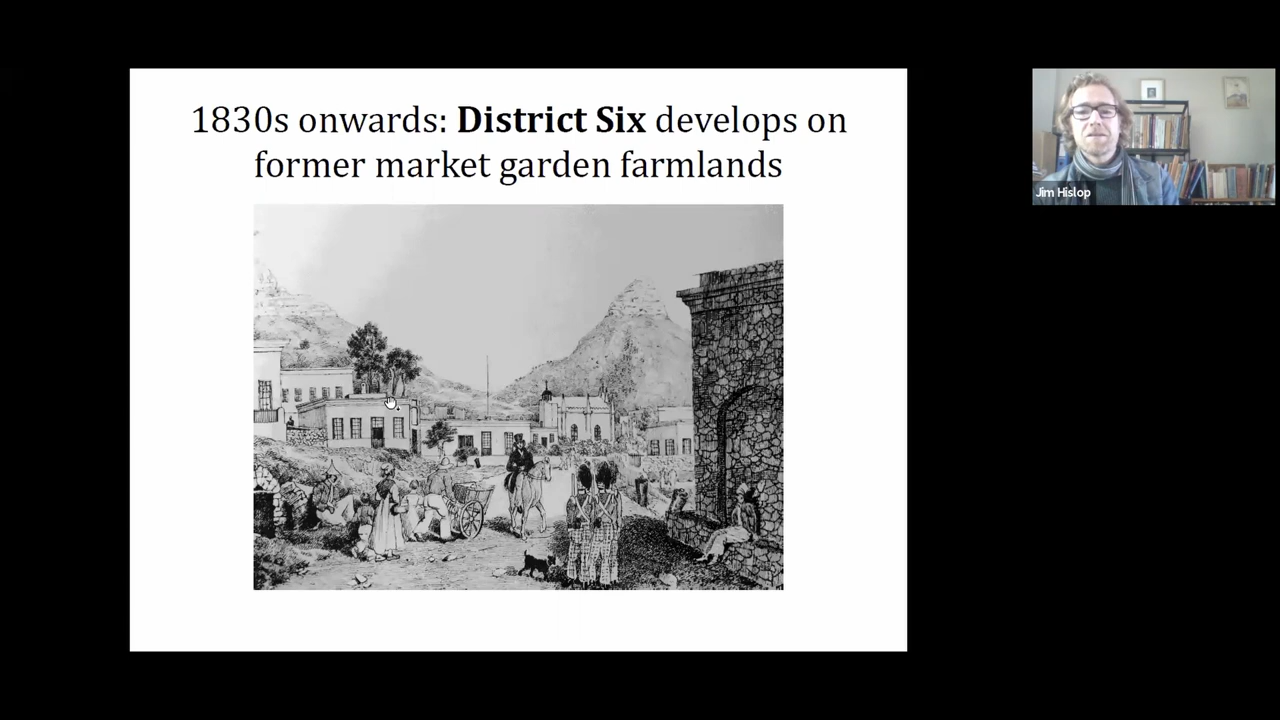 1830s onwards: District Six develops on
former market garden farmlands
Jim Hislop